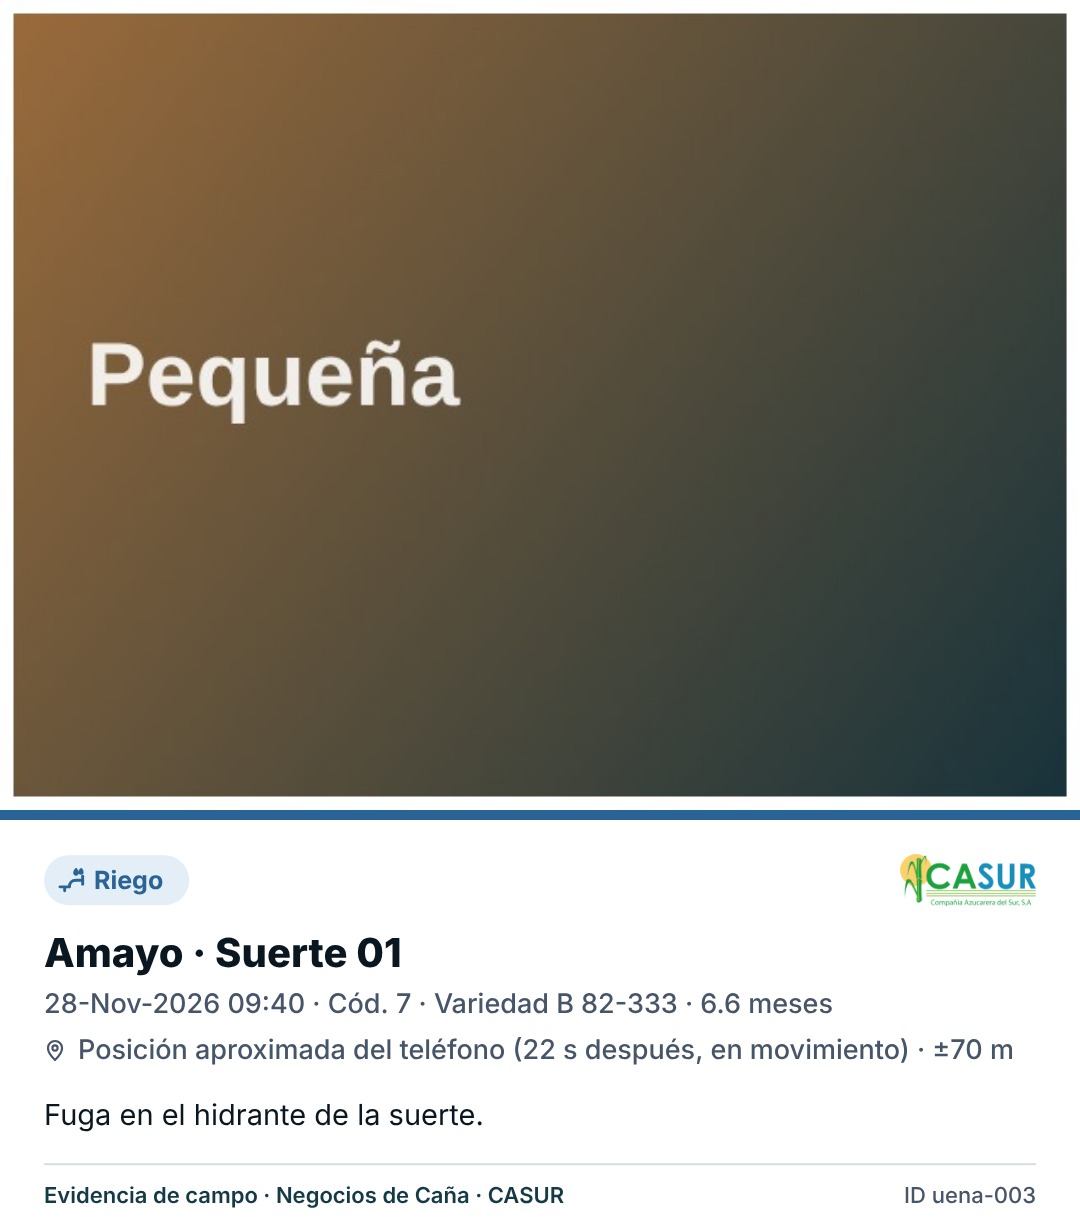 Pequeña
Riego
CASUR
Compañía Azucarera del Sur, S.A
Amayo · Suerte 01
28-Nov-2026 09:40 · Cód. 7 · Variedad B 82-333 · 6.6 meses
Posición aproximada del teléfono (22 s después, en movimiento) · ±70 m
Fuga en el hidrante de la suerte.
Evidencia de campo · Negocios de Caña · CASUR
ID uena-003